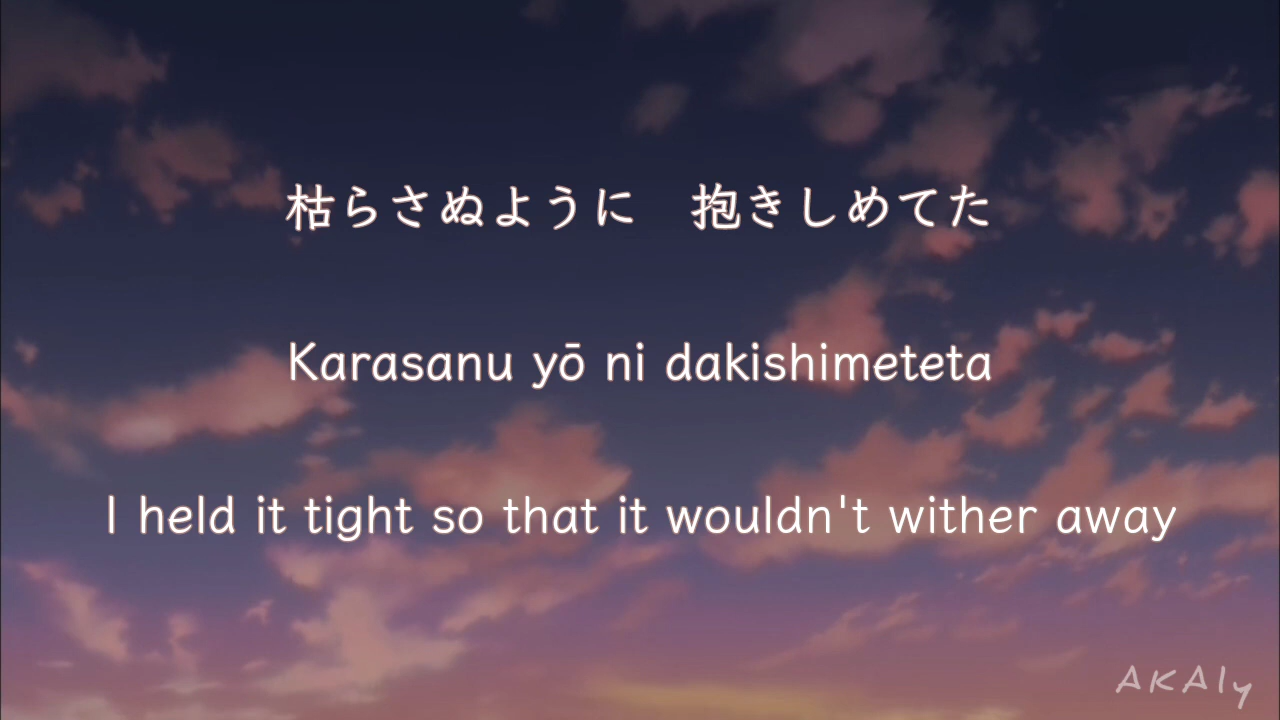 枯らさぬように　抱きしめてた
Karasanu yō ni dakishimeteta
I held it tight so that it wouldn't wither away
AKAly